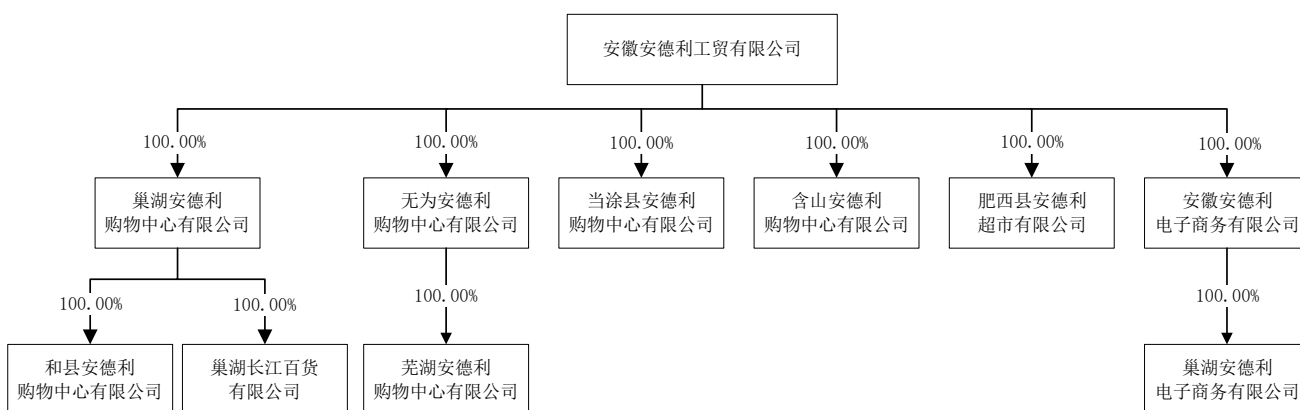 安徽安德利工贸有限公司
100.00%
100.00%
100.00%
100.00%
100.00%
100.00%
巢湖安德利
购物中心有限公司
无为安德利
购物中心有限公司
当涂县安德利
购物中心有限公司
含山安德利
购物中心有限公司
肥西县安德利
超市有限公司
安徽安德利
电子商务有限公司
100.00%
100.00%
100.00%
100.00%
和县安德利
购物中心有限公司
巢湖长江百货
有限公司
芜湖安德利
购物中心有限公司
巢湖安德利
电子商务有限公司